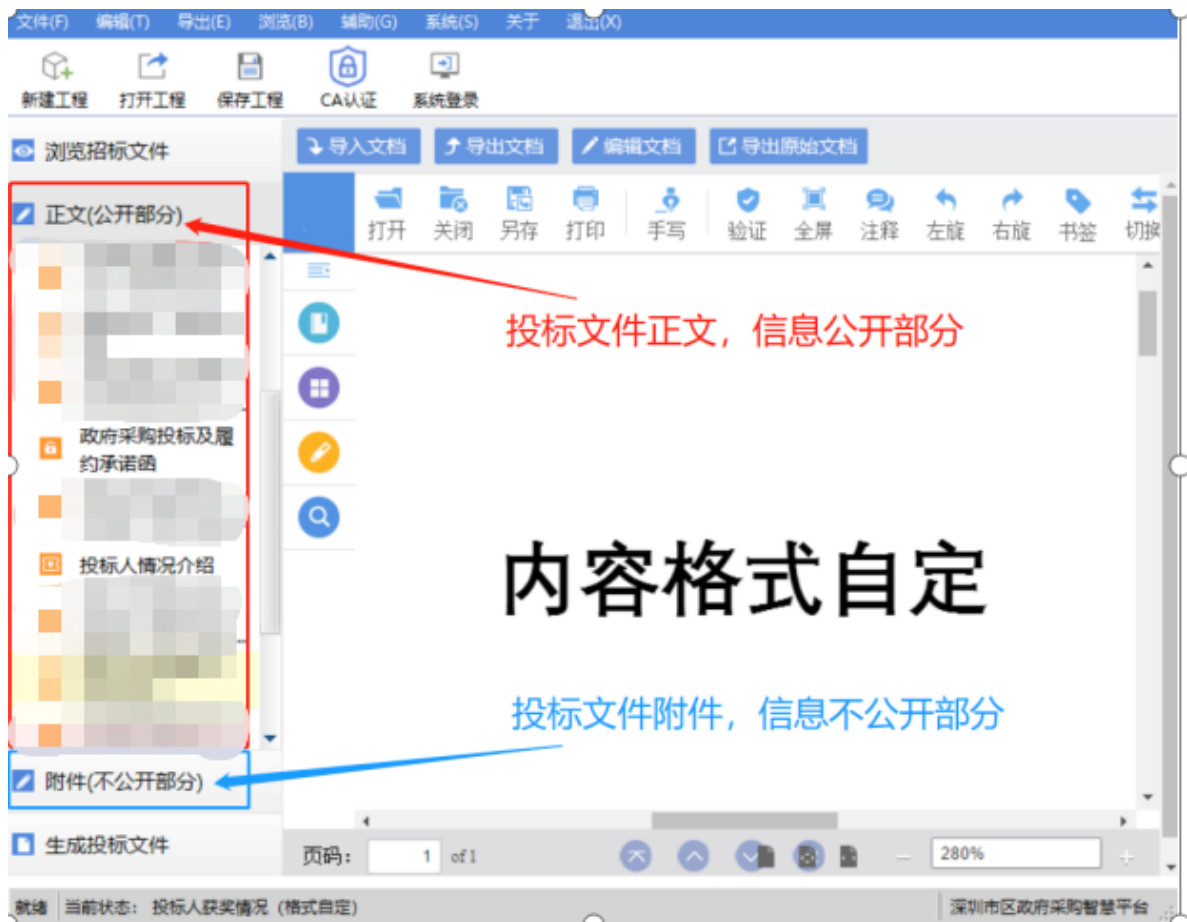 文件(F) 编辑(T) 导出(E) 浏览(B) 辅助(G) 系统(S) 关于 退出(X)
新建工程 打开工程 保存工程 CA认证 系统登录
浏览招标文件
导入文档 导出文档 编辑文档 导出原始文档
正文(公开部分)
打开 关闭 另存 打印 手写 验证 全屏 注释 左旋 右旋 书签 切换
投标文件正文，信息公开部分
政府采购投标及履
约承诺函
投标人情况介绍
内容格式自定
投标文件附件，信息不公开部分
附件(不公开部分)
生成投标文件
页码： 1 of 1 280%
就绪 当前状态： 投标人获奖情况（格式自定） 深圳市区政府采购智慧平台